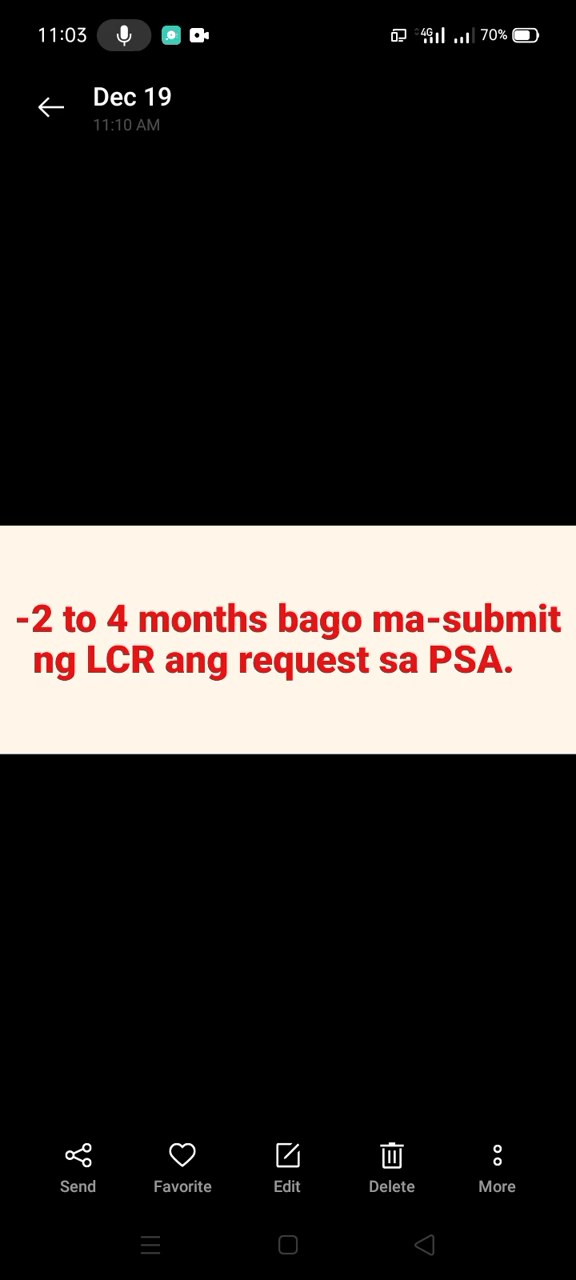 11:03
4G
70%
Dec 19
11:10 AM
-2 to 4 months bago ma-submit
ng LCR ang request sa PSA.
Send
Favorite
Edit
Delete
More